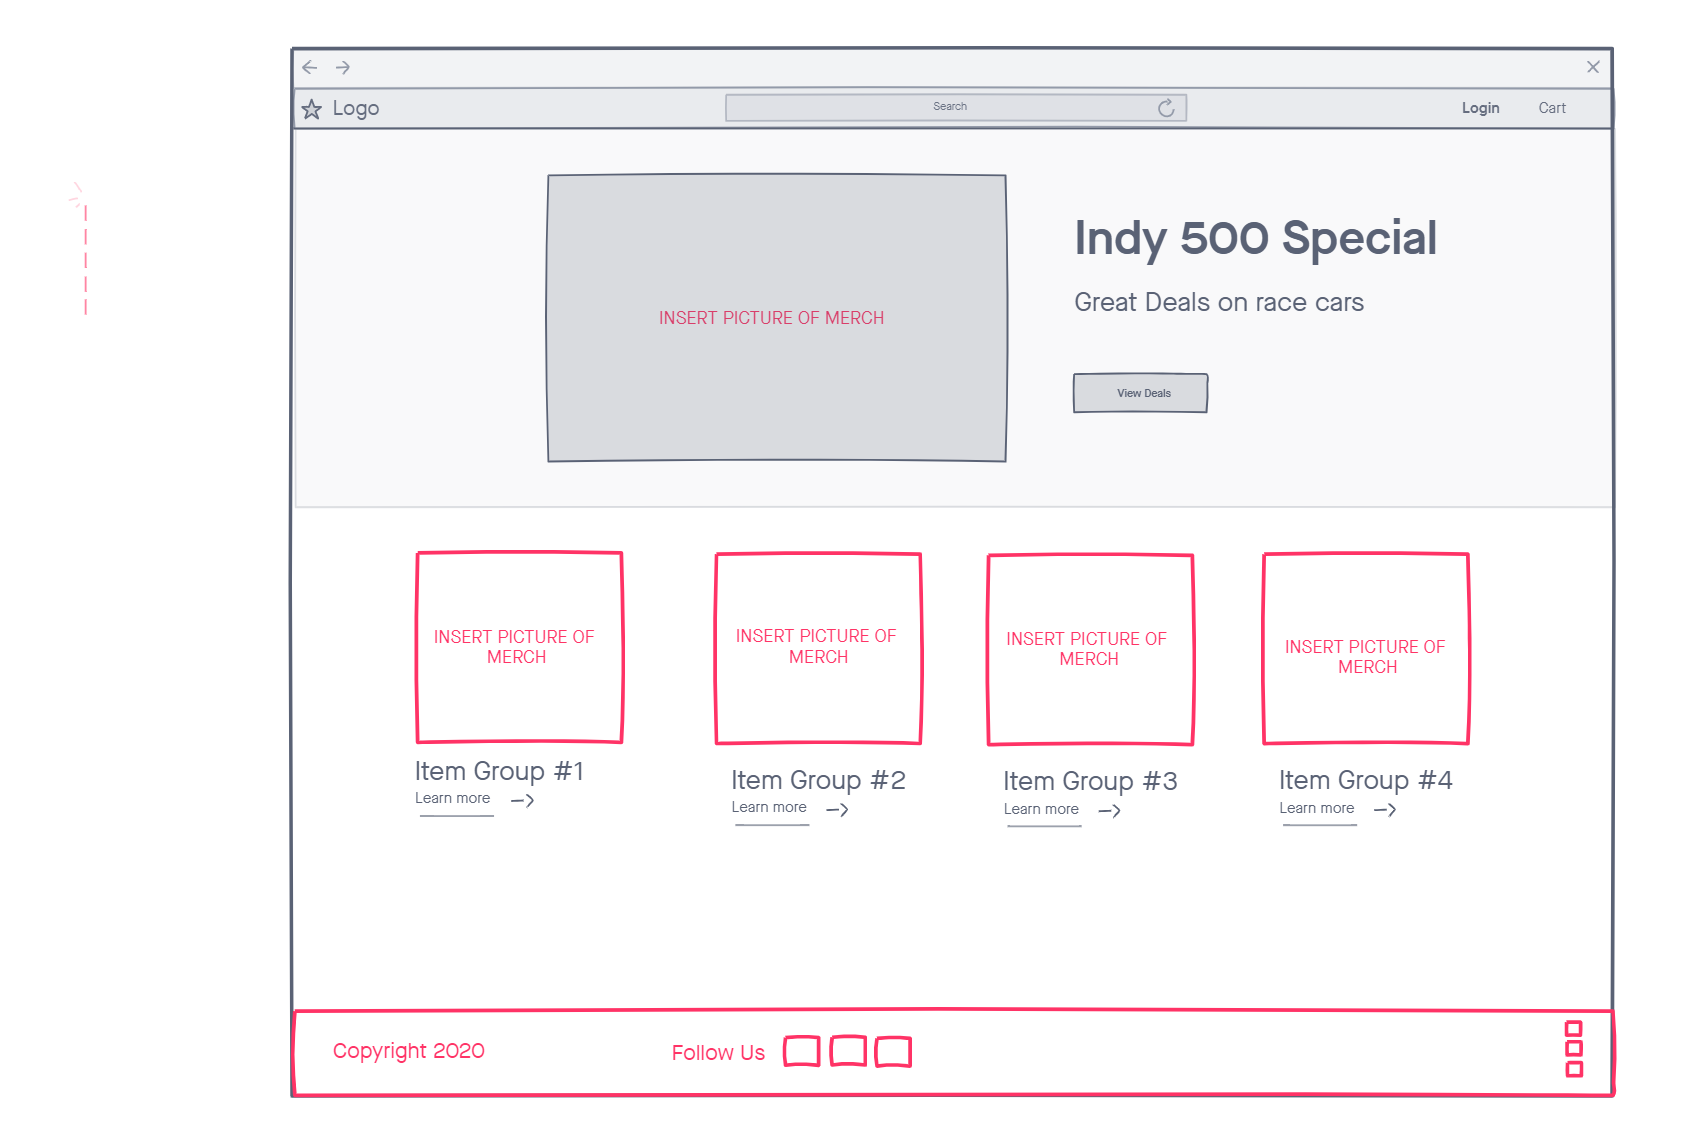 Logo
Search
Login
Cart
Indy 500 Special
Great Deals on race cars
INSERT PICTURE OF MERCH
View Deals
INSERT PICTURE OF
MERCH
INSERT PICTURE OF
MERCH
INSERT PICTURE OF
MERCH
INSERT PICTURE OF
MERCH
Item Group #1
Learn more
Item Group #2
Learn more
Item Group #3
Learn more
Item Group #4
Learn more
Copyright 2020
Follow Us